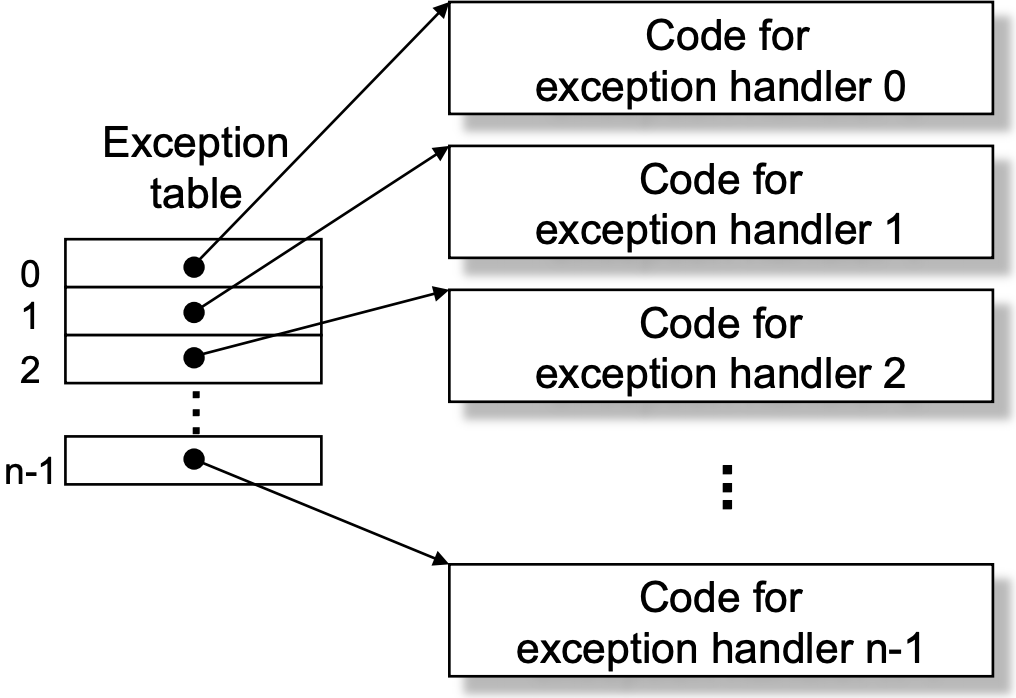 Code for
exception handler 0
Exception
table
Code for
exception handler 1
0
1
2
Code for
exception handler 2
n-1
Code for
exception handler n-1